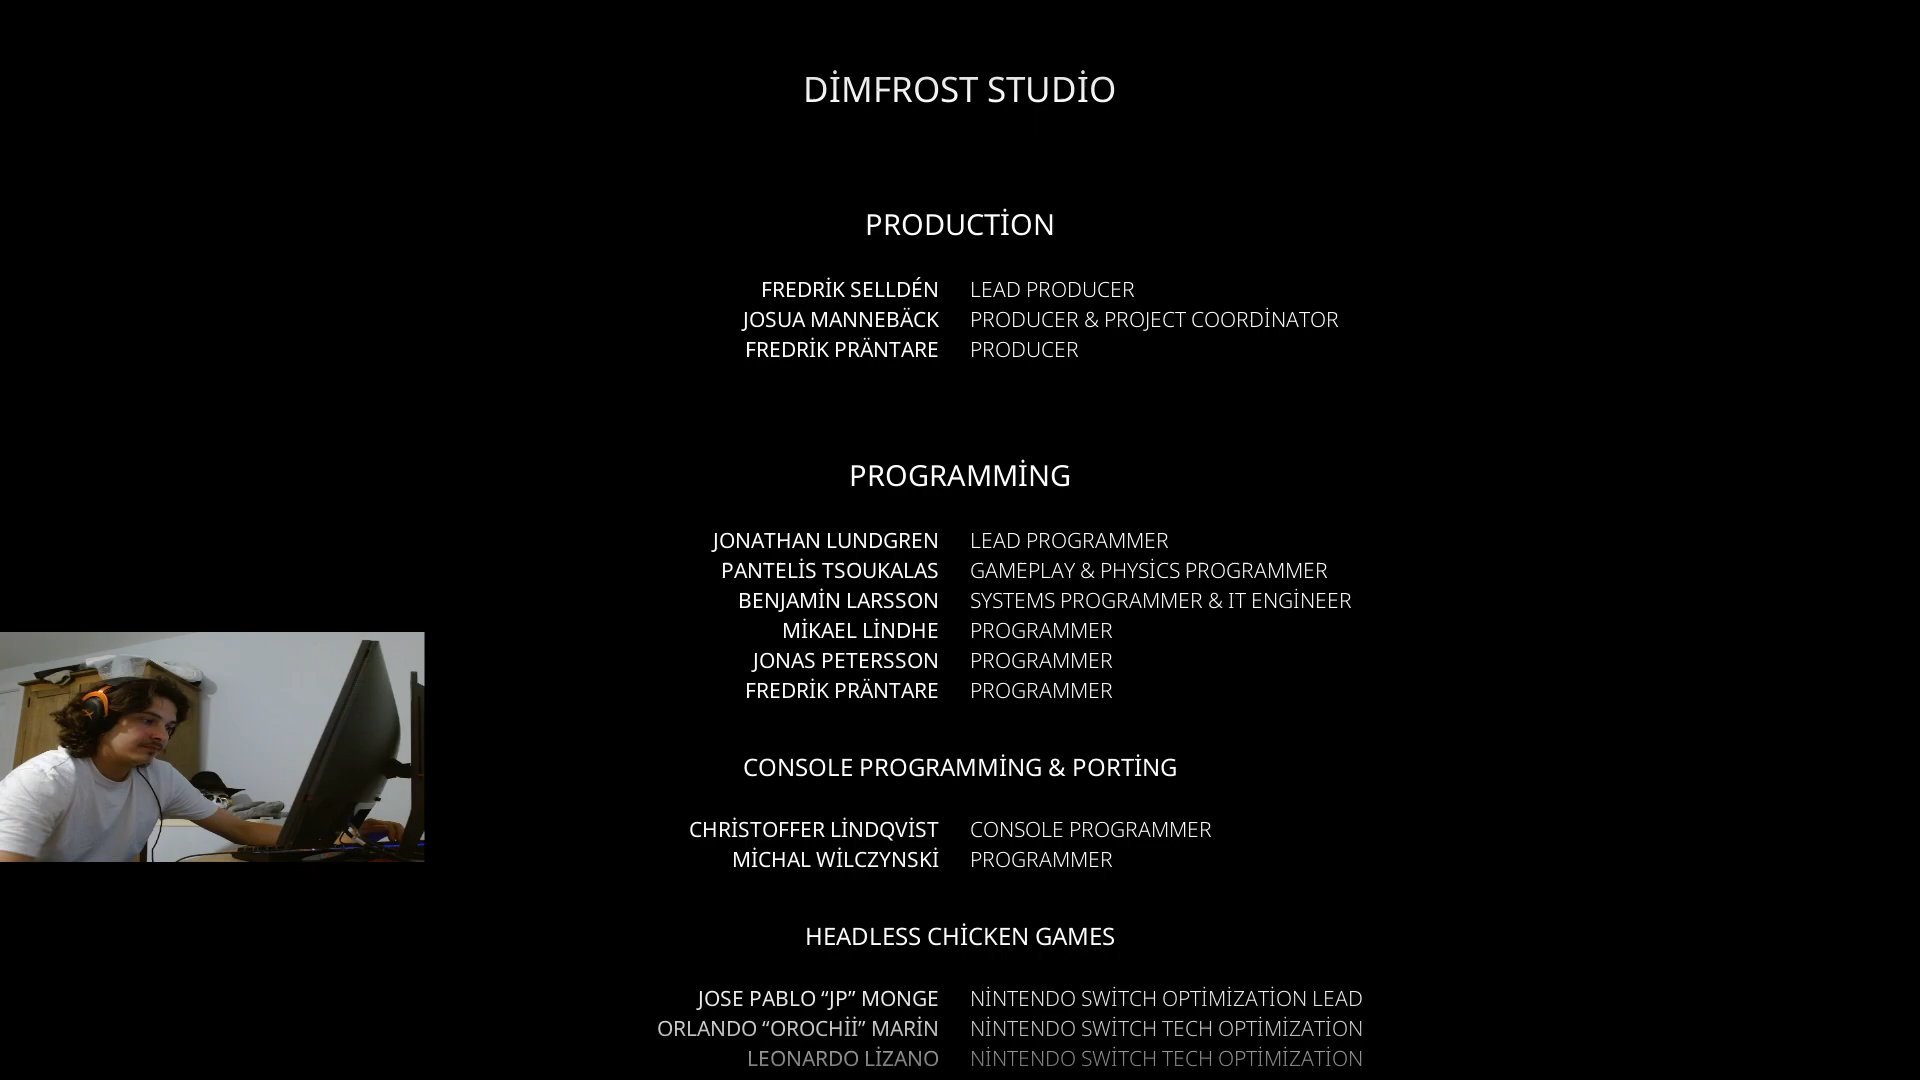 DİMFROST STUDİO
PRODUCTİON
FREDRİK SELLDÉN LEAD PRODUCER
JOSUA MANNEBÄCK PRODUCER & PROJECT COORDİNATOR
FREDRİK PRÄNTARE PRODUCER
PROGRAMMİNG
JONATHAN LUNDGREN LEAD PROGRAMMER
PANTELİS TSOUKALAS GAMEPLAY & PHYSİCS PROGRAMMER
BENJAMİN LARSSON SYSTEMS PROGRAMMER & IT ENGİNEER
MİKAEL LİNDHE PROGRAMMER
JONAS PETERSSON PROGRAMMER
FREDRİK PRÄNTARE PROGRAMMER
CONSOLE PROGRAMMİNG & PORTİNG
CHRİSTOFFER LİNDQVİST CONSOLE PROGRAMMER
MİCHAL WİLCZYNSKİ PROGRAMMER
HEADLESS CHİCKEN GAMES
JOSE PABLO “JP” MONGE NİNTENDO SWİTCH OPTİMİZATİON LEAD
ORLANDO “OROCHİİ” MARİN NİNTENDO SWİTCH TECH OPTİMİZATİON
LEONARDO LİZANO NİNTENDO SWİTCH TECH OPTİMİZATİON